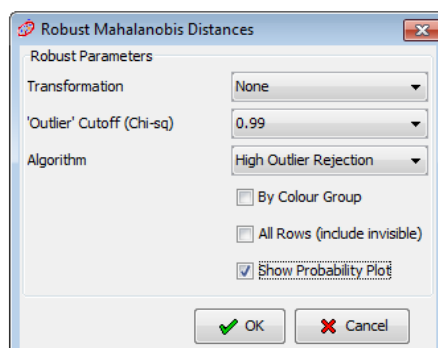 Robust Mahalanobis Distances
Robust Parameters
Transformation None
'Outlier' Cutoff (Chi-sq) 0.99
Algorithm High Outlier Rejection
By Colour Group
All Rows (include invisible)
Show Probability Plot
OK Cancel